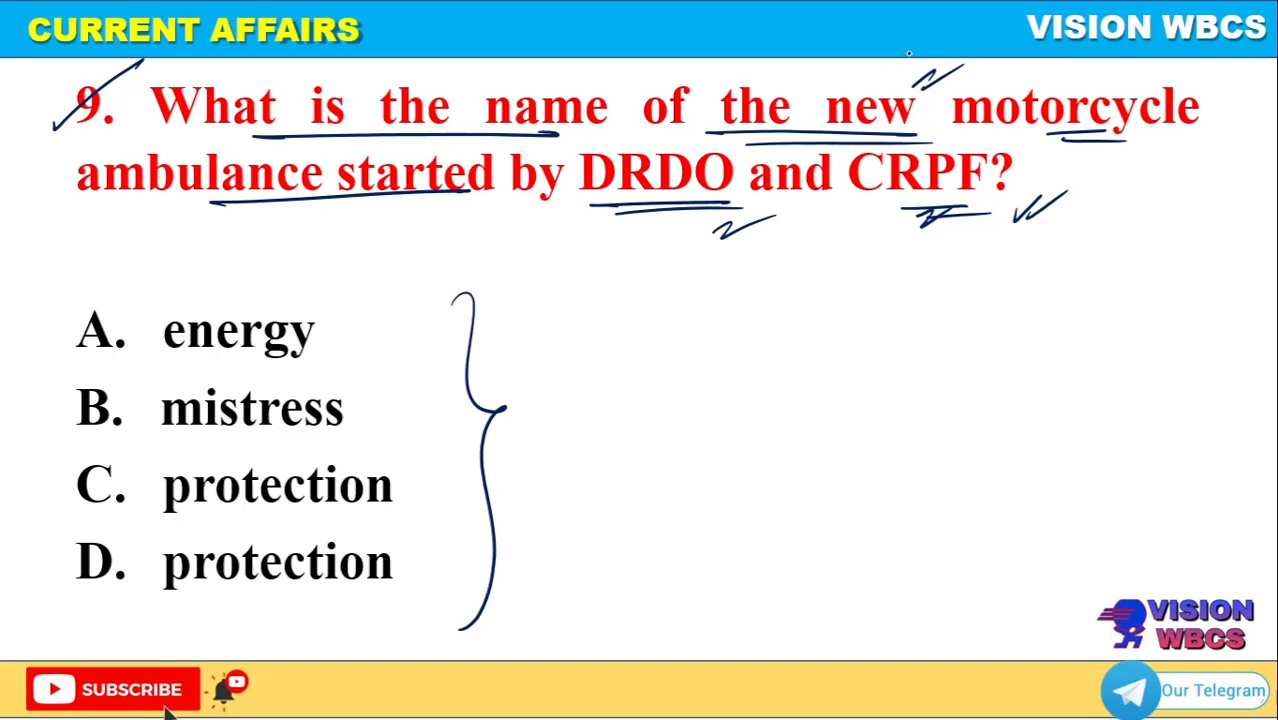 CURRENT AFFAIRS
VISION WBCS
9. What is the name of the new motorcycle
ambulance started by DRDO and CRPF?
A. energy
B. mistress
C. protection
D. protection
VISION
WBCS
SUBSCRIBE
Our Telegram